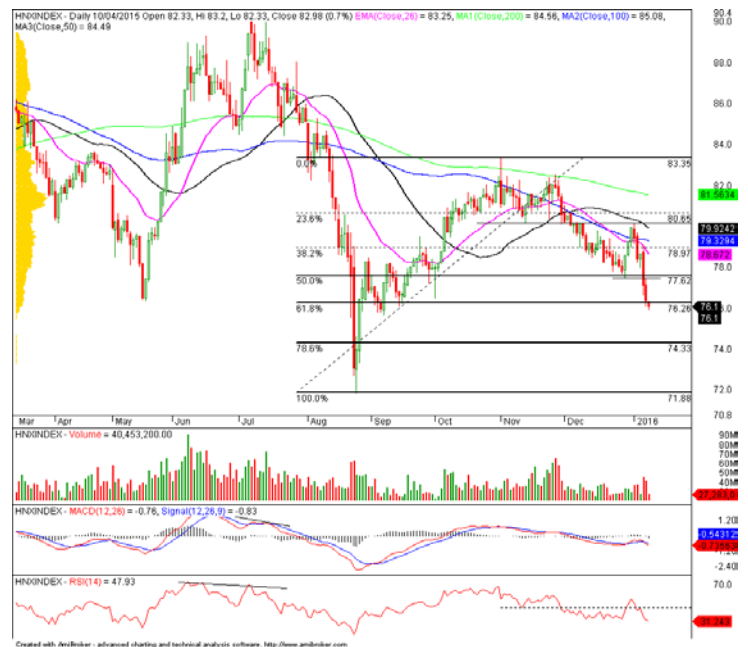 HNXINDEX - Daily 10/04/2015 Open 82.33, Hi 83.2, Lo 82.33, Close 82.98 (0.7%) EMA(Close,26) = 83.25, MA1(Close,200) = 84.56, MA2(Close,100) = 85.08,
MA3(Close,50) = 84.49
90.4
90.0
88.0
86.0
84.0
0.0%
83.35
82.0
81.5634
23.6%
80.65
79.9242
79.3294
38.2%
78.97
78.672
78.0
50.0%
77.62
61.8%
76.26
76.1
76.1
78.6%
74.33
74.0
72.0
100.0%
71.88
70.8
Mar Apr May Jun Jul Aug Sep Oct Nov Dec 2016
HNXINDEX - Volume = 40,453,200.00
90M
80M
70M
60M
50M
40M
HNXINDEX - MACD(12,26) = -0.76, Signal(12,26,9) = -0.83
1.200
-0.543125
-2.400
HNXINDEX - RSI(14) = 47.93
70.0
31.243
Created with AmiBroker - advanced charting and technical analysis software. http://www.amibroker.com